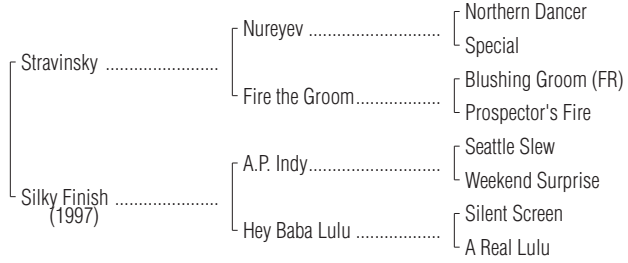 Northern Dancer
Nureyev ..............................
Special
Stravinsky ..........................
Blushing Groom (FR)
Fire the Groom...................
Prospector's Fire
Seattle Slew
A.P. Indy..............................
Weekend Surprise
Silky Finish ........................
(1997)
Silent Screen
Hey Baba Lulu ...................
A Real Lulu